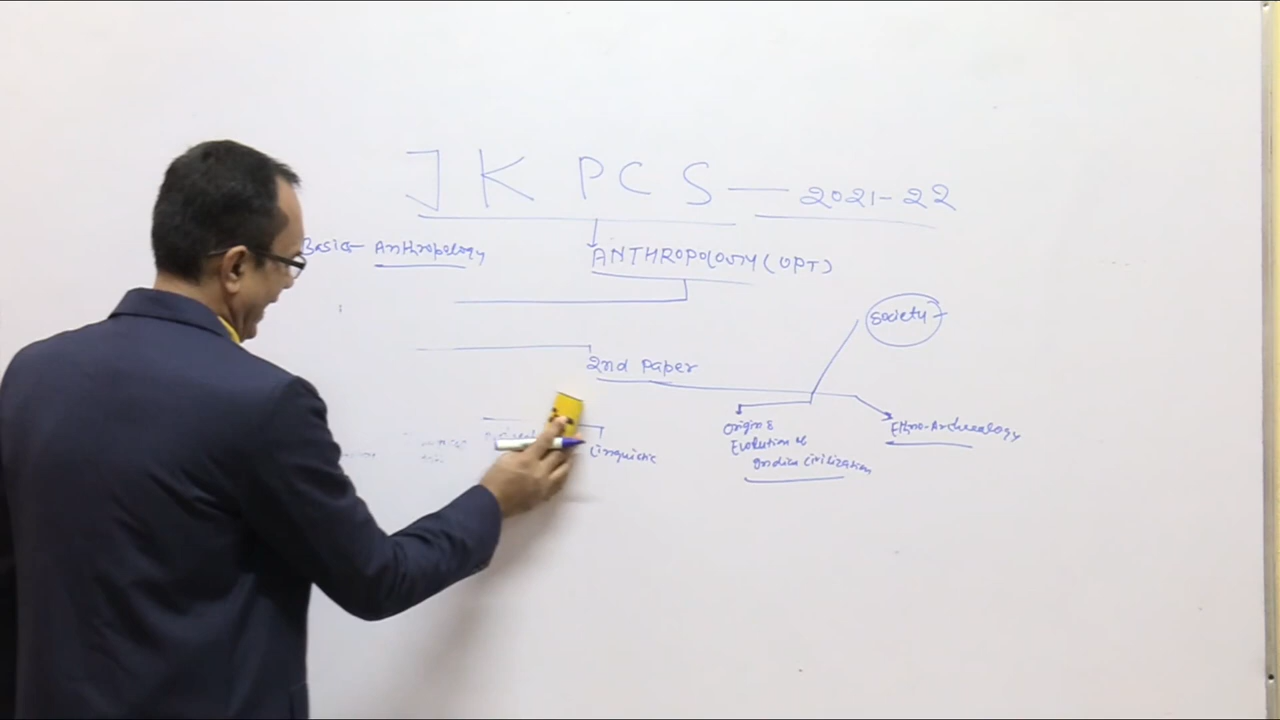 JKPCS — 2021-22
Basic Anthropology
ANTHROPOLOGY (OPT)
Society
2nd Paper
Linguistic
Origin &
Evolution of
Indian Civilization
Ethno-Archaeology